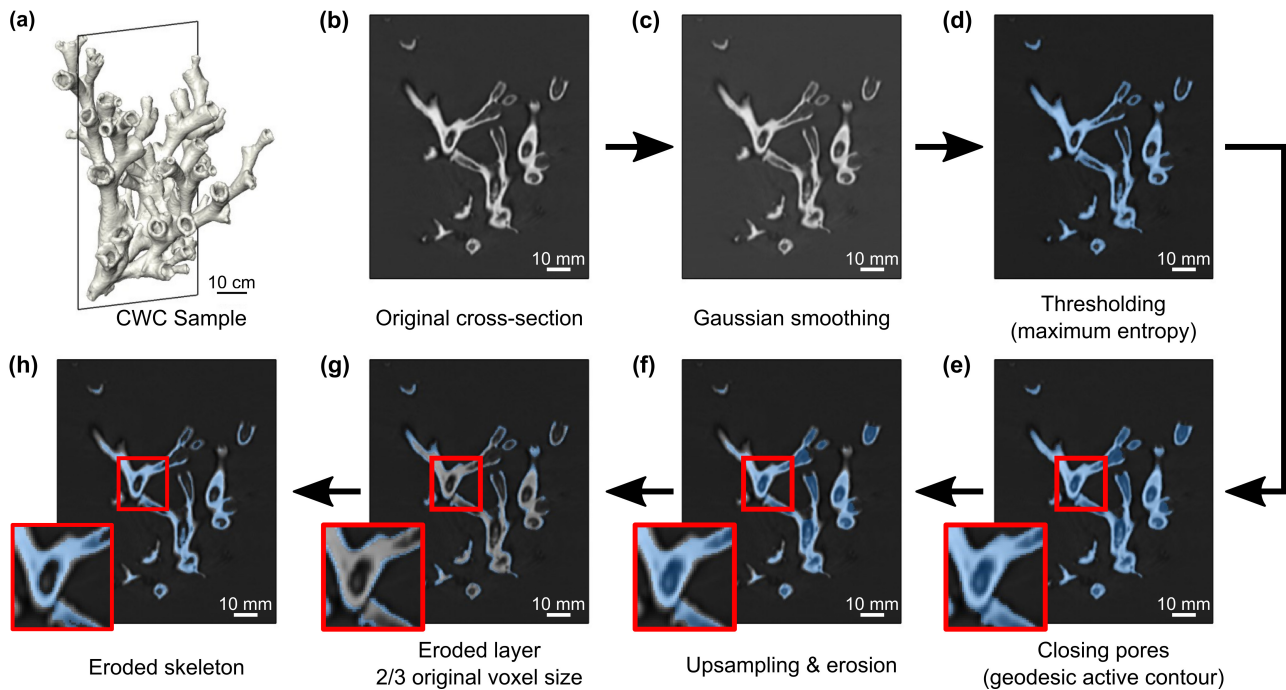 (a)
10 cm
CWC Sample
(b)
10 mm
Original cross-section
(c)
10 mm
Gaussian smoothing
(d)
10 mm
Thresholding
(maximum entropy)
(h)
10 mm
Eroded skeleton
(g)
10 mm
Eroded layer
2/3 original voxel size
(f)
10 mm
Upsampling & erosion
(e)
10 mm
Closing pores
(geodesic active contour)